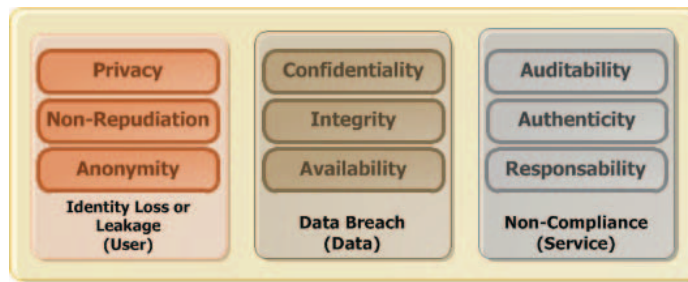 Privacy
Non-Repudiation
Anonymity
Identity Loss or
Leakage
(User)
Confidentiality
Integrity
Availability
Data Breach
(Data)
Auditability
Authenticity
Responsability
Non-Compliance
(Service)